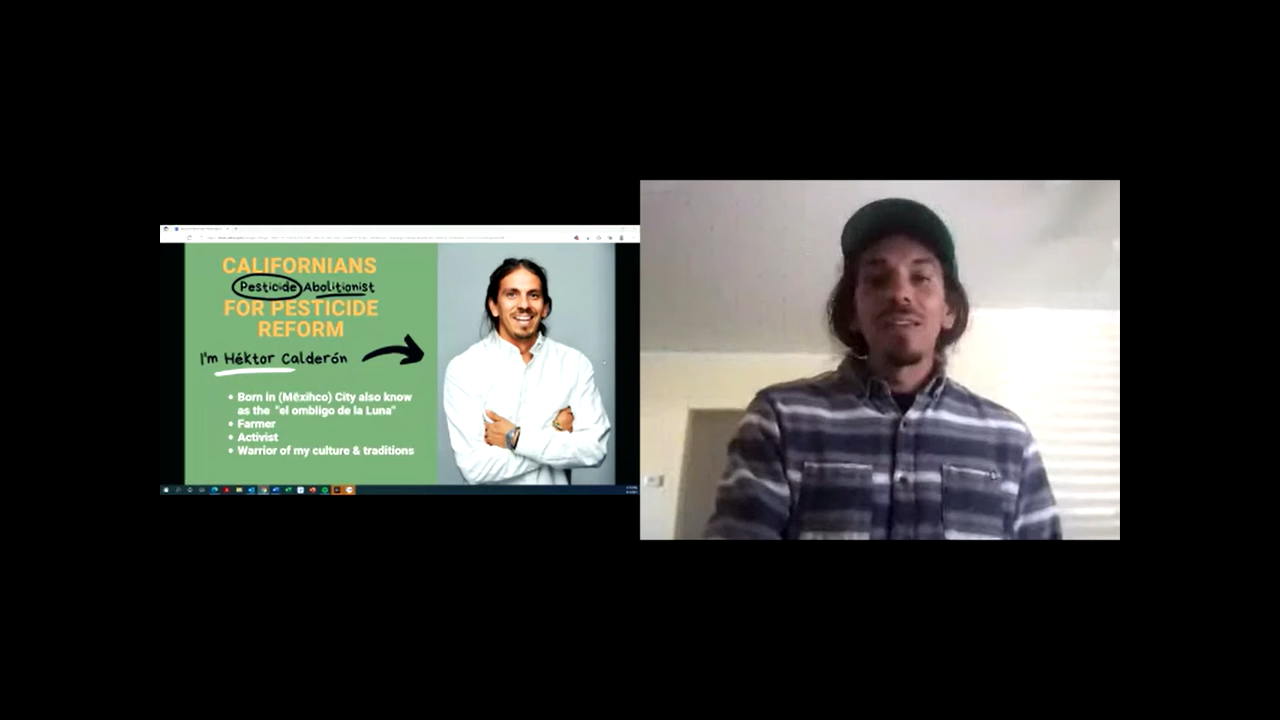 CALIFORNIANS
Pesticide Abolitionist
FOR PESTICIDE
REFORM
I'm Héktor Calderón
• Born in (Mēxihco) City also know
as the "el ombligo de la Luna"
• Farmer
• Activist
• Warrior of my culture & traditions